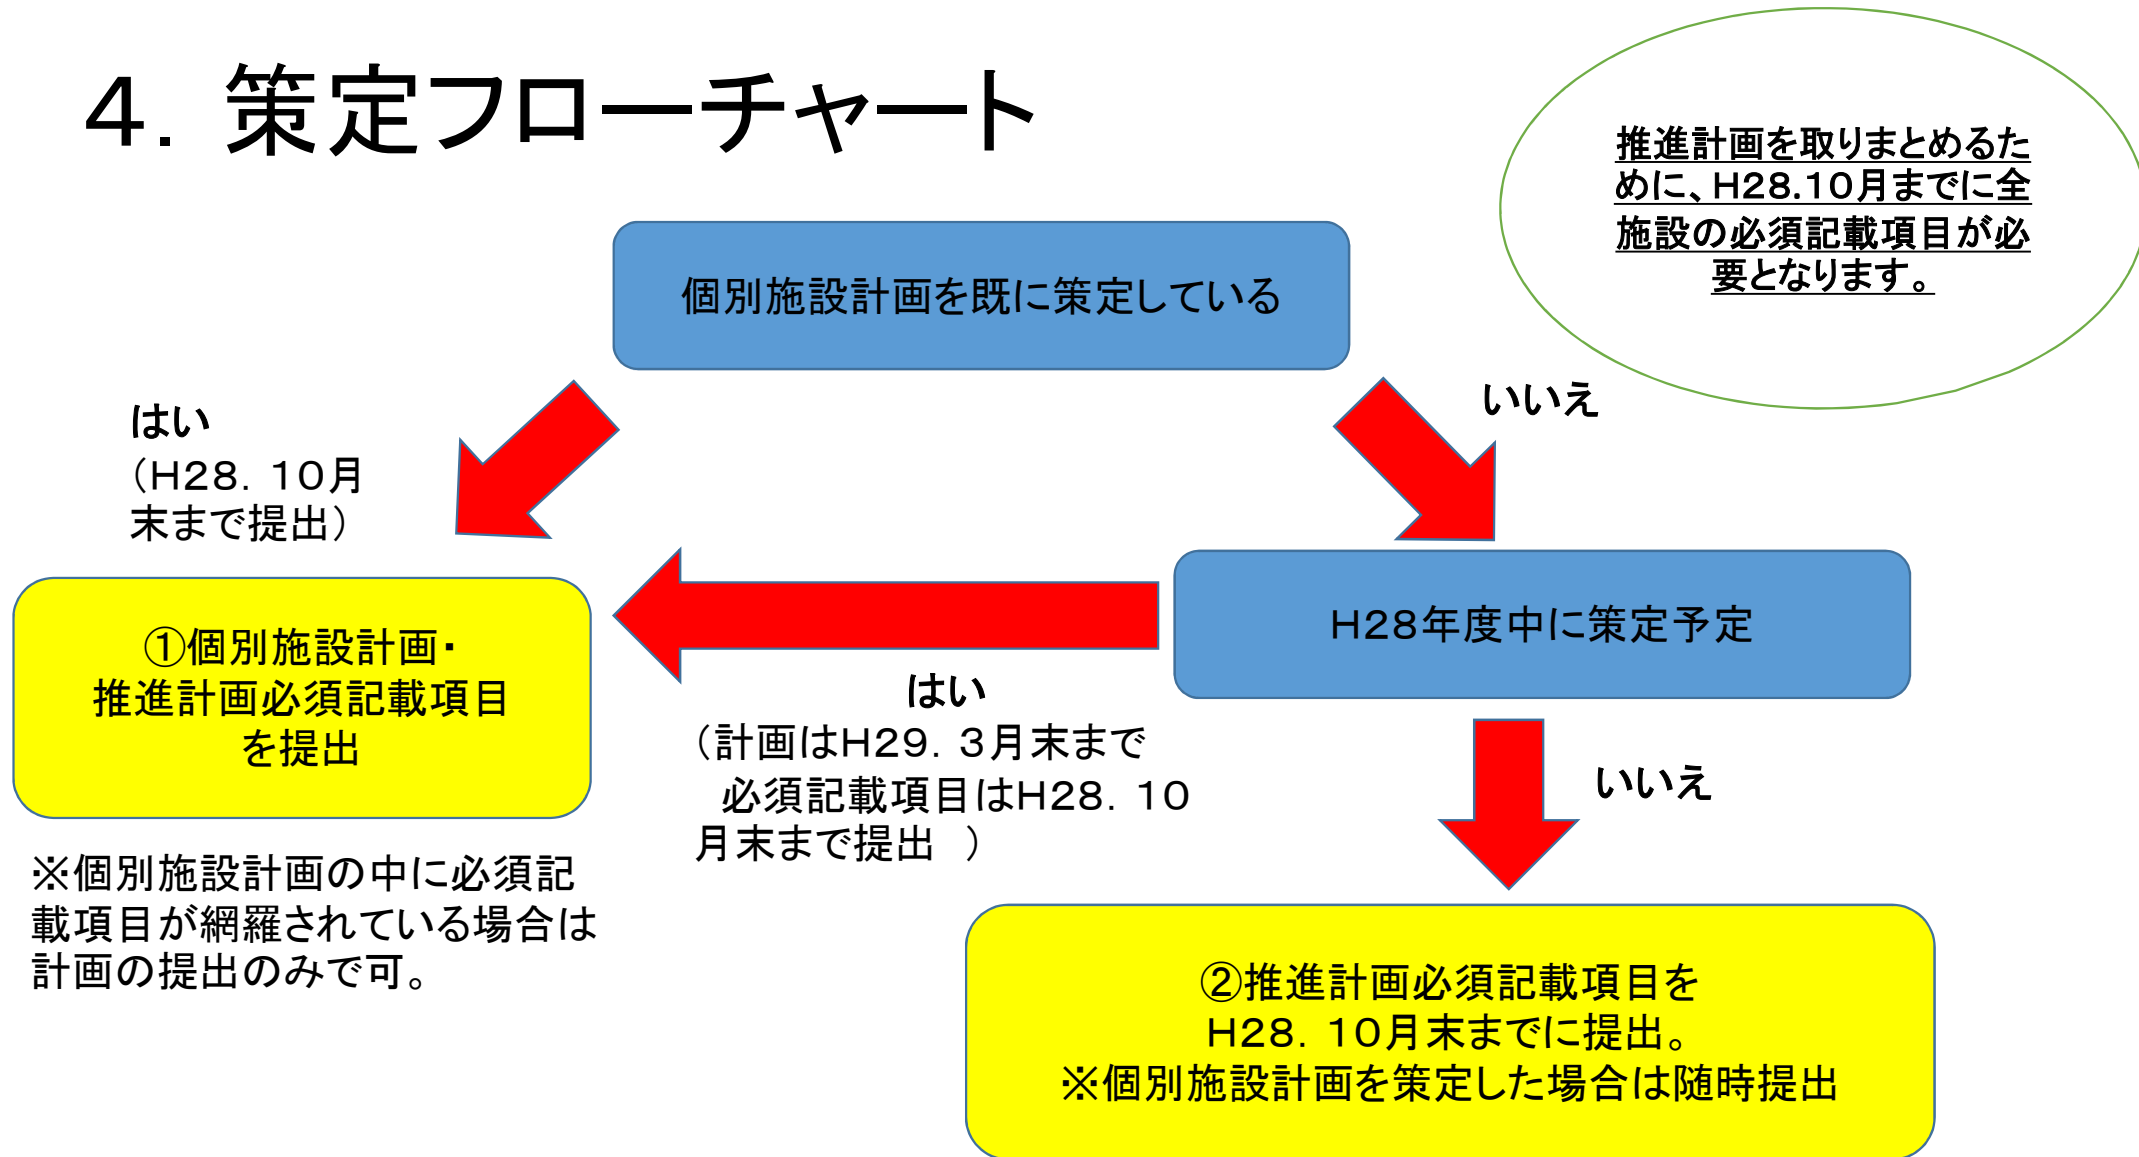 ４．策定フローチャート
推進計画を取りまとめるた
めに、H28.10月までに全
施設の必須記載項目が必
要となります。
個別施設計画を既に策定している
はい
（H28．10月
末まで提出）
いいえ
H28年度中に策定予定
①個別施設計画・
推進計画必須記載項目
を提出
はい
（計画はH29．3月末まで
　必須記載項目はH28．10
月末まで提出　）
いいえ
※個別施設計画の中に必須記
載項目が網羅されている場合は
計画の提出のみで可。
②推進計画必須記載項目を
H28．10月末までに提出。
※個別施設計画を策定した場合は随時提出